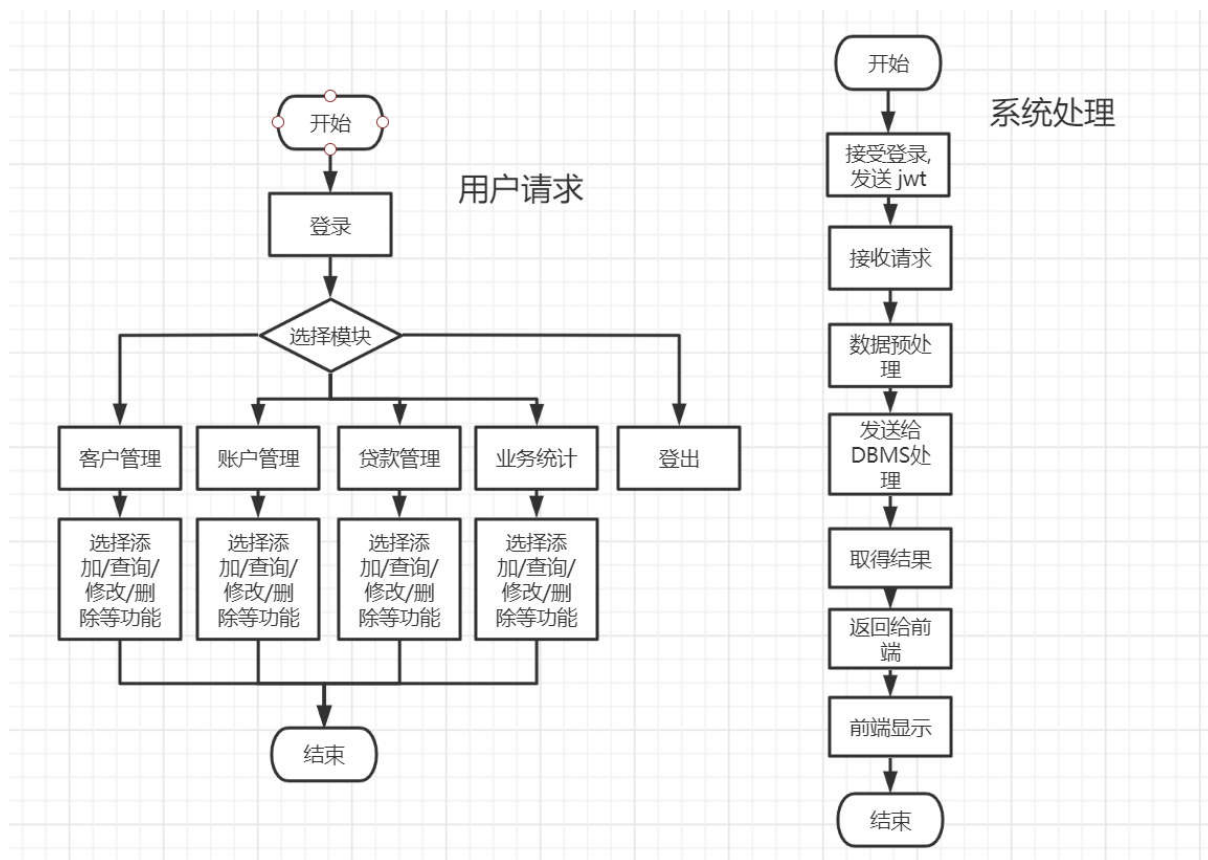 开始
用户请求
登录
选择模块
客户管理
账户管理
贷款管理
业务统计
登出
选择添
加/查询/
修改/删
除等功能
选择添
加/查询/
修改/删
除等功能
选择添
加/查询/
修改/删
除等功能
选择添
加/查询/
修改/删
除等功能
结束
开始
系统处理
接受登录,
发送 jwt
接收请求
数据预处
理
发送给
DBMS处
理
取得结果
返回给前
端
前端显示
结束